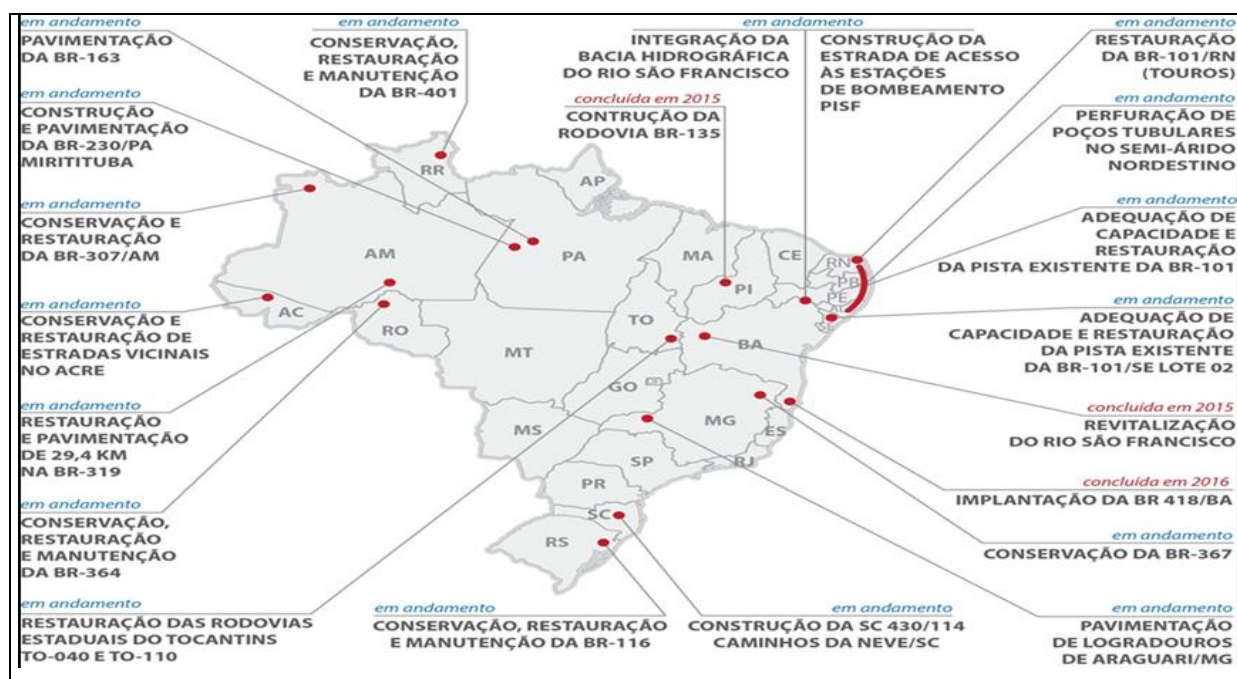 em andamento
PAVIMENTAÇÃO
DA BR-163
em andamento
CONSTRUÇÃO
E PAVIMENTAÇÃO
DA BR-230/PA
MIRITITUBA
em andamento
CONSERVAÇÃO E
RESTAURAÇÃO
DA BR-307/AM
em andamento
CONSERVAÇÃO E
RESTAURAÇÃO DE
ESTRADAS VICINAIS
NO ACRE
em andamento
RESTAURAÇÃO
E PAVIMENTAÇÃO
DE 29,4 KM
NA BR-319
em andamento
CONSERVAÇÃO,
RESTAURAÇÃO
E MANUTENÇÃO
DA BR-364
em andamento
RESTAURAÇÃO DAS RODOVIAS
ESTADUAIS DO TOCANTINS
TO-040 E TO-110
em andamento
CONSERVAÇÃO,
RESTAURAÇÃO
E MANUTENÇÃO
DA BR-401
em andamento
INTEGRAÇÃO DA
BACIA HIDROGRÁFICA
DO RIO SÃO FRANCISCO
CONSTRUÇÃO DA
ESTRADA DE ACESSO
ÀS ESTAÇÕES
DE BOMBEAMENTO
PISF
concluída em 2015
CONTRUÇÃO DA
RODOVIA BR-135
em andamento
RESTAURAÇÃO
DA BR-101/RN
(TOUROS)
em andamento
PERFURAÇÃO DE
POÇOS TUBULARES
NO SEMI-ÁRIDO
NORDESTINO
em andamento
ADEQUAÇÃO DE
CAPACIDADE E
RESTAURAÇÃO
DA PISTA EXISTENTE DA BR-101
em andamento
ADEQUAÇÃO DE
CAPACIDADE E RESTAURAÇÃO
DA PISTA EXISTENTE
DA BR-101/SE LOTE 02
concluída em 2015
REVITALIZAÇÃO
DO RIO SÃO FRANCISCO
concluída em 2016
IMPLANTAÇÃO DA BR 418/BA
em andamento
CONSERVAÇÃO DA BR-367
em andamento
PAVIMENTAÇÃO
DE LOGRADOUROS
DE ARAGUARI/MG
em andamento
CONSERVAÇÃO, RESTAURAÇÃO
E MANUTENÇÃO DA BR-116
em andamento
CONSTRUÇÃO DA SC 430/114
CAMINHOS DA NEVE/SC
RR
AP
AM
PA
MA
CE
RN
PB
PE
PI
AC
RO
TO
BA
MT
GO
MG
ES
MS
SP
RJ
PR
SC
RS